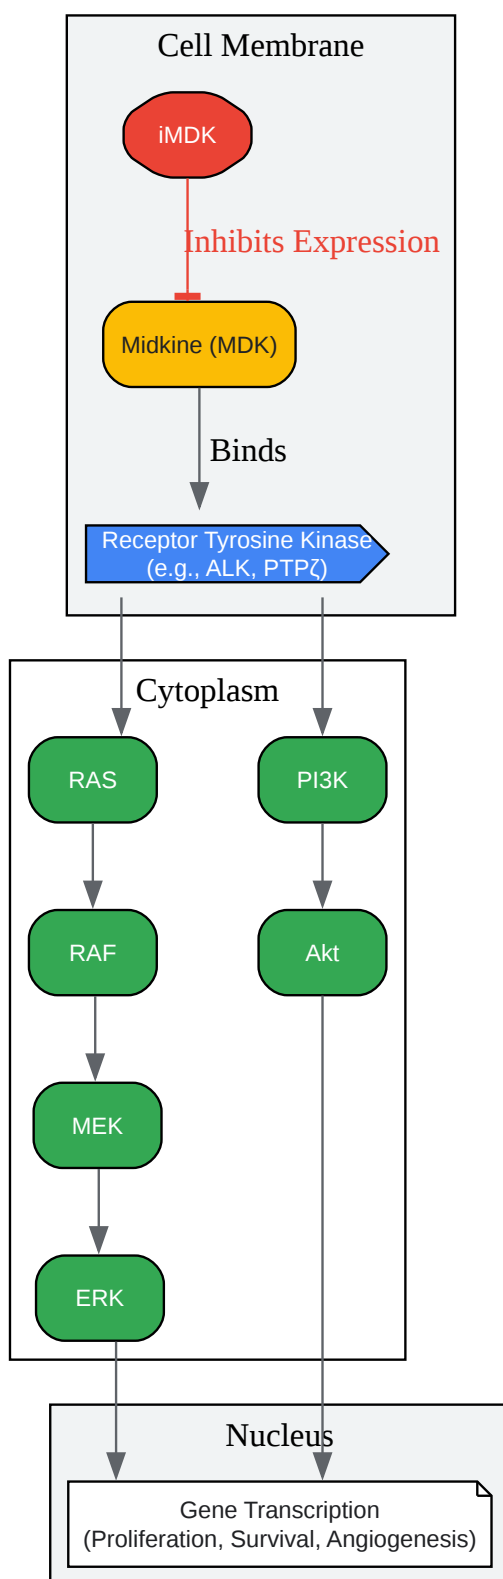 Cell Membrane
iMDK
Inhibits Expression
Midkine (MDK)
Binds
Receptor Tyrosine Kinase
(e.g., ALK, PTPζ)
Cytoplasm
RAS
PI3K
RAF
Akt
MEK
ERK
Nucleus
Gene Transcription
(Proliferation, Survival, Angiogenesis)